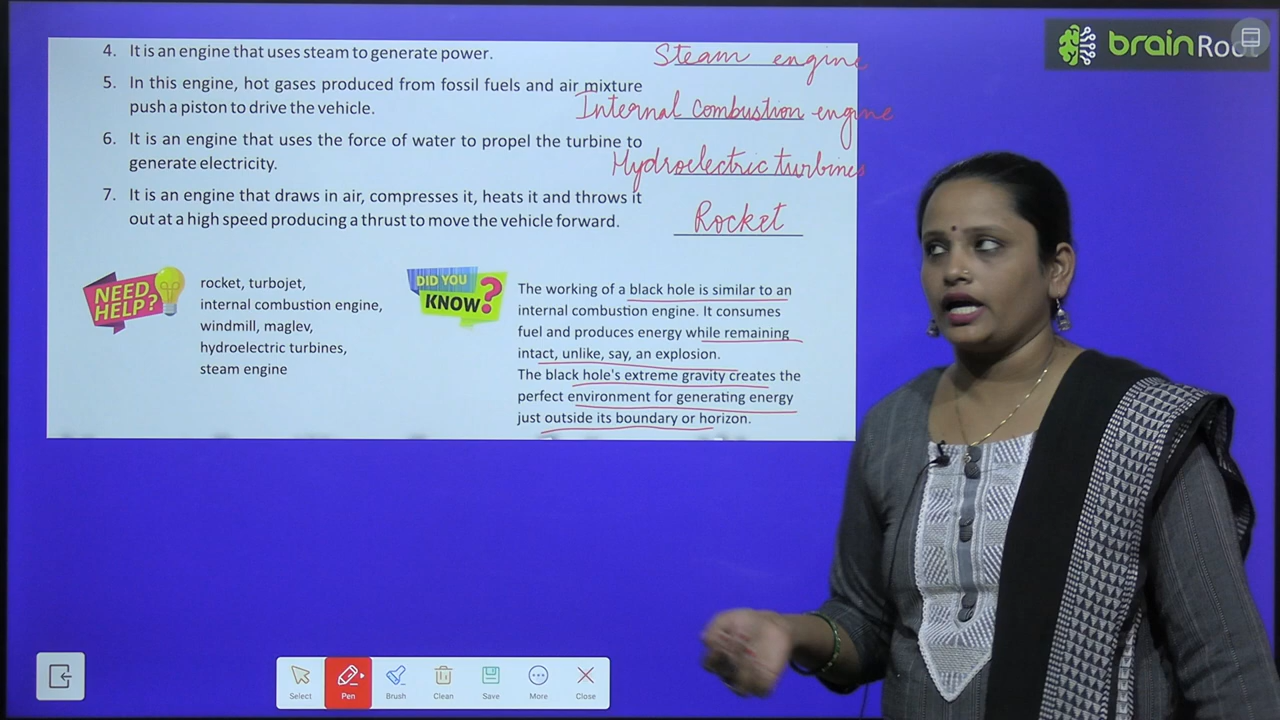 brainRoot
4. It is an engine that uses steam to generate power. Steam engine
5. In this engine, hot gases produced from fossil fuels and air mixture
push a piston to drive the vehicle. Internal combustion engine
6. It is an engine that uses the force of water to propel the turbine to
generate electricity. Hydroelectric turbines
7. It is an engine that draws in air, compresses it, heats it and throws it
out at a high speed producing a thrust to move the vehicle forward. Rocket
NEED
HELP?
rocket, turbojet,
internal combustion engine,
windmill, maglev,
hydroelectric turbines,
steam engine
DID YOU
KNOW?
The working of a black hole is similar to an
internal combustion engine. It consumes
fuel and produces energy while remaining
intact, unlike, say, an explosion.
The black hole's extreme gravity creates the
perfect environment for generating energy
just outside its boundary or horizon.
Select Pen Brush Clean Save More Close